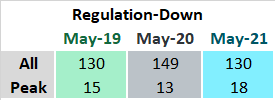 Regulation-Down
May-19 May-20 May-21
All 130 149 130
Peak 15 13 18